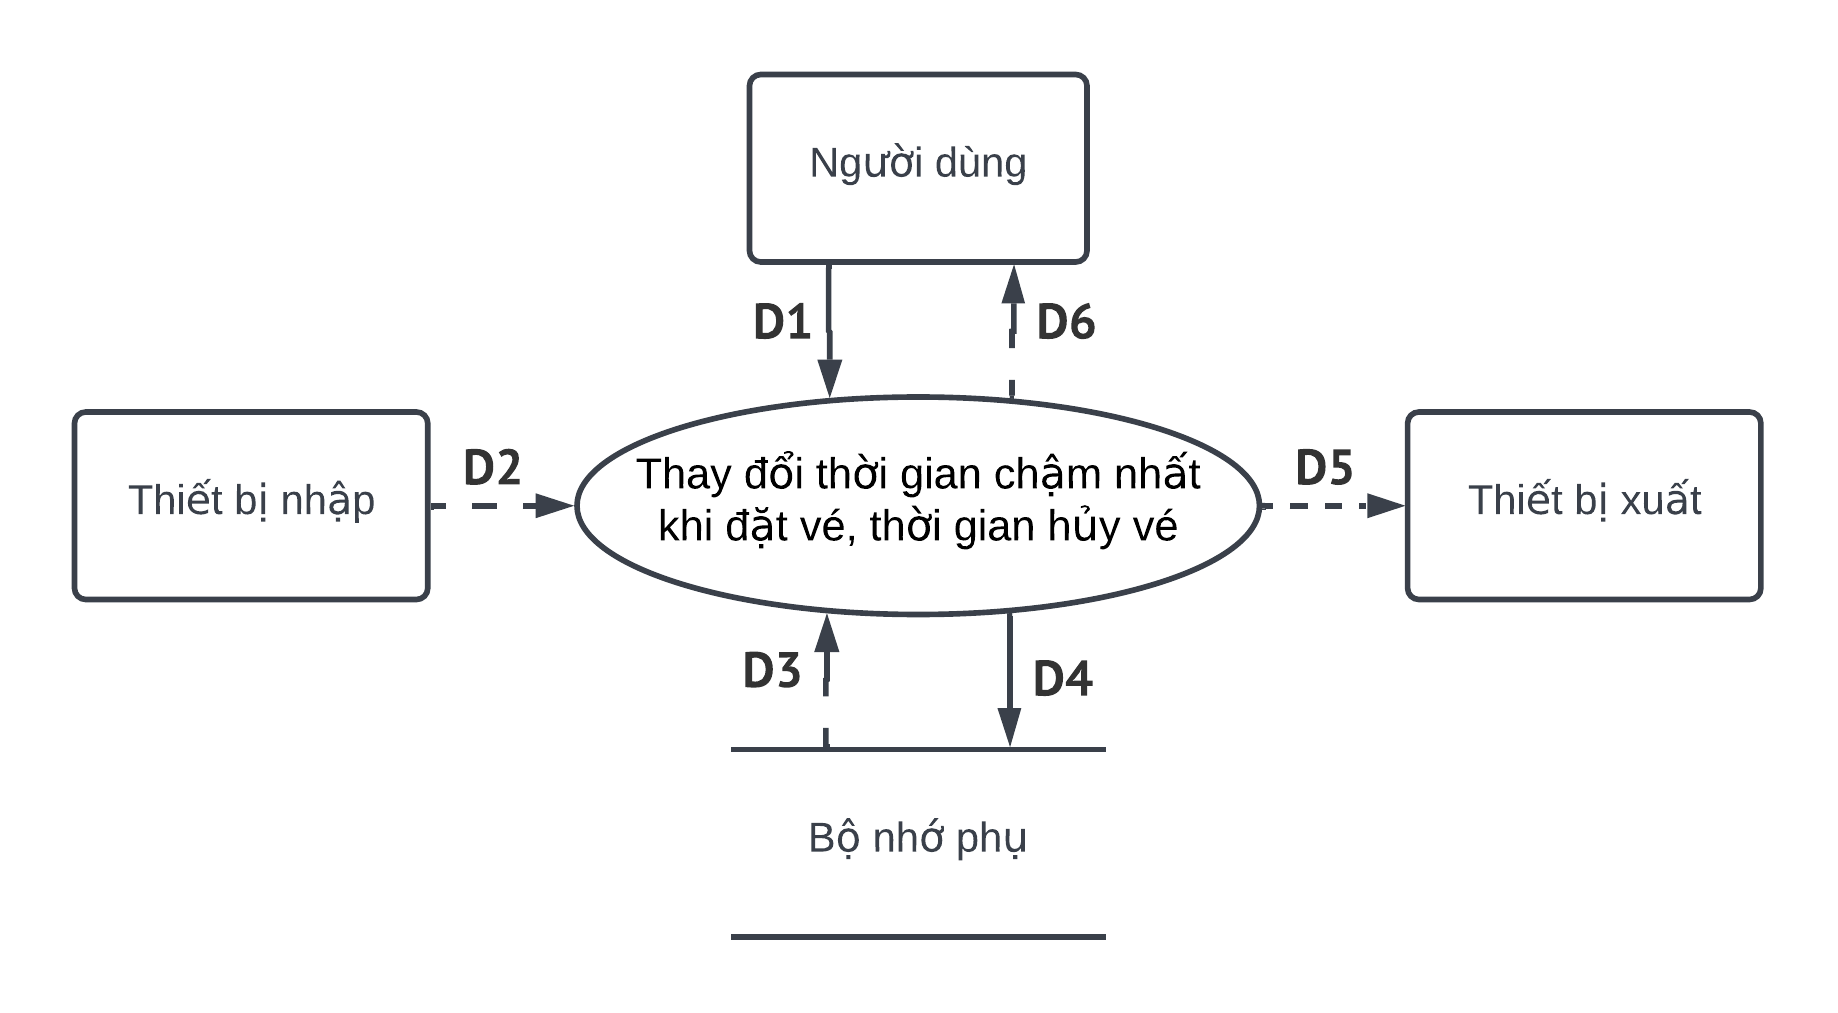 Người dùng
D1
D6
Thiết bị nhập
D2
Thay đổi thời gian chậm nhất
khi đặt vé, thời gian hủy vé
D5
Thiết bị xuất
D3
D4
Bộ nhớ phụ